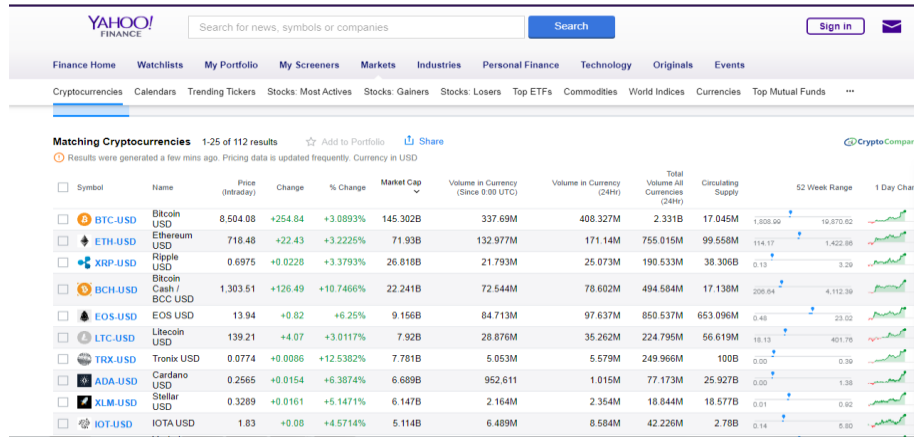 YAHOO!
FINANCE
Search for news, symbols or companies
Search
Sign in
Finance Home Watchlists My Portfolio My Screeners Markets Industries Personal Finance Technology Originals Events
Cryptocurrencies Calendars Trending Tickers Stocks: Most Actives Stocks: Gainers Stocks: Losers Top ETFs Commodities World Indices Currencies Top Mutual Funds ...
Matching Cryptocurrencies 1-25 of 112 results Add to Portfolio Share CryptoCompar
Results were generated a few mins ago. Pricing data is updated frequently. Currency in USD
Symbol Name Price (Intraday) Change % Change Market Cap Volume in Currency (Since 0:00 UTC) Volume in Currency (24Hr) Total Volume All Currencies (24Hr) Circulating Supply 52 Week Range 1 Day Char
BTC-USD Bitcoin USD 8,504.08 +254.84 +3.0893% 145.302B 337.69M 408.327M 2.331B 17.045M 1,808.99 19,870.62
ETH-USD Ethereum USD 718.48 +22.43 +3.2225% 71.93B 132.977M 171.14M 755.015M 99.558M 114.17 1,422.86
XRP-USD Ripple USD 0.6975 +0.0228 +3.3793% 26.818B 21.793M 25.073M 190.533M 38.306B 0.13 3.29
BCH-USD Bitcoin Cash / BCC USD 1,303.51 +126.49 +10.7466% 22.241B 72.544M 78.602M 494.584M 17.138M 206.64 4,112.39
EOS-USD EOS USD 13.94 +0.82 +6.25% 9.156B 84.713M 97.637M 850.537M 653.096M 0.48 23.02
LTC-USD Litecoin USD 139.21 +4.07 +3.0117% 7.92B 28.876M 35.262M 224.795M 56.619M 18.13 401.76
TRX-USD Tronix USD 0.0774 +0.0086 +12.5382% 7.781B 5.053M 5.579M 249.966M 100B 0.00 0.39
ADA-USD Cardano USD 0.2565 +0.0154 +6.3874% 6.689B 952,611 1.015M 77.173M 25.927B 0.00 1.38
XLM-USD Stellar USD 0.3289 +0.0161 +5.1471% 6.147B 2.164M 2.354M 18.844M 18.577B 0.01 0.92
IOT-USD IOTA USD 1.83 +0.08 +4.5714% 5.114B 6.489M 8.584M 42.226M 2.78B 0.14 5.80